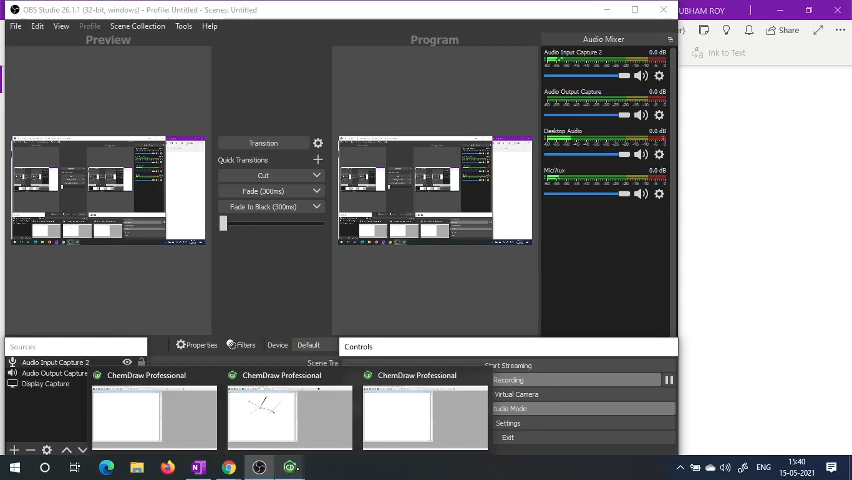 OBS Studio 26.1.1 (32-bit, windows) - Profile: Untitled - Scenes: Untitled
UBHAM ROY
File Edit View Profile Scene Collection Tools Help
Share
Preview
Program
Audio Mixer
Ink to Text
Audio Input Capture 2 0.0 dB
Audio Output Capture 0.0 dB
Desktop Audio 0.0 dB
Mic/Aux 0.0 dB
Transition
Quick Transitions
Cut
Fade (300ms)
Fade to Black (300ms)
Properties Filters Device Default
Sources
Controls
Audio Input Capture 2
Audio Output Capture
Display Capture
Scene Tra
Start Streaming
Recording
Virtual Camera
tudio Mode
Settings
Exit
ChemDraw Professional
ChemDraw Professional
ChemDraw Professional
ENG
15:40
15-05-2021